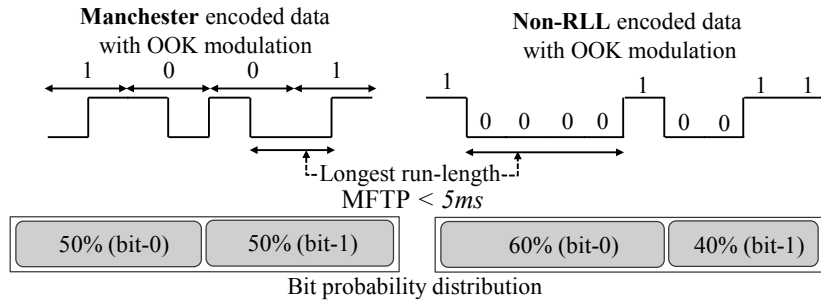 Manchester encoded data
with OOK modulation
1 0 0 1
Non-RLL encoded data
with OOK modulation
1 0 0 0 0 1 0 0 1 1
Longest run-length
MFTP < 5ms
50% (bit-0) 50% (bit-1)
60% (bit-0) 40% (bit-1)
Bit probability distribution